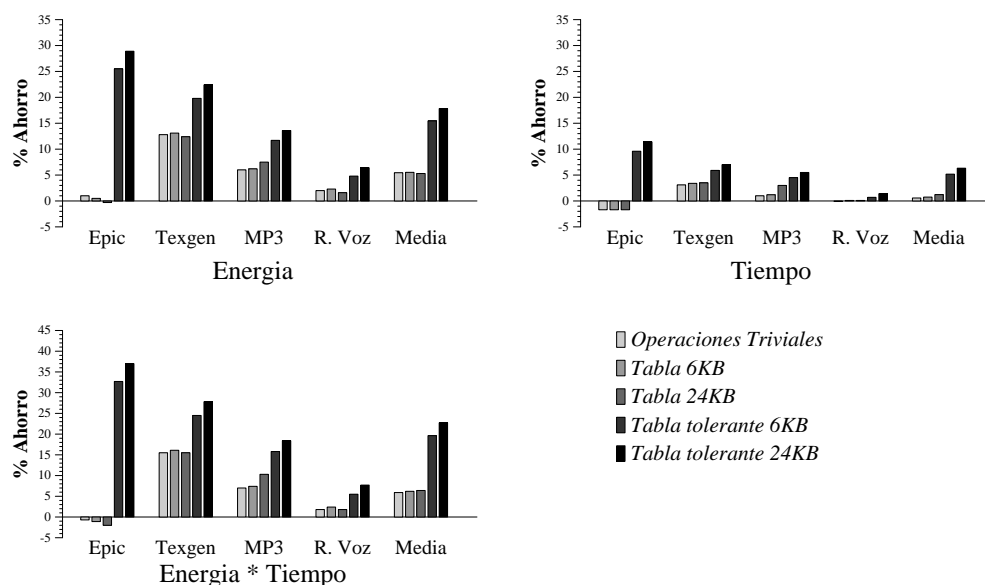 35
30
25
20
15
10
5
0
-5
% Ahorro
Epic Texgen MP3 R. Voz Media
Energia
35
30
25
20
15
10
5
0
-5
% Ahorro
Epic Texgen MP3 R. Voz Media
Tiempo
45
40
35
30
25
20
15
10
5
0
-5
% Ahorro
Epic Texgen MP3 R. Voz Media
Energia * Tiempo
Operaciones Triviales
Tabla 6KB
Tabla 24KB
Tabla tolerante 6KB
Tabla tolerante 24KB